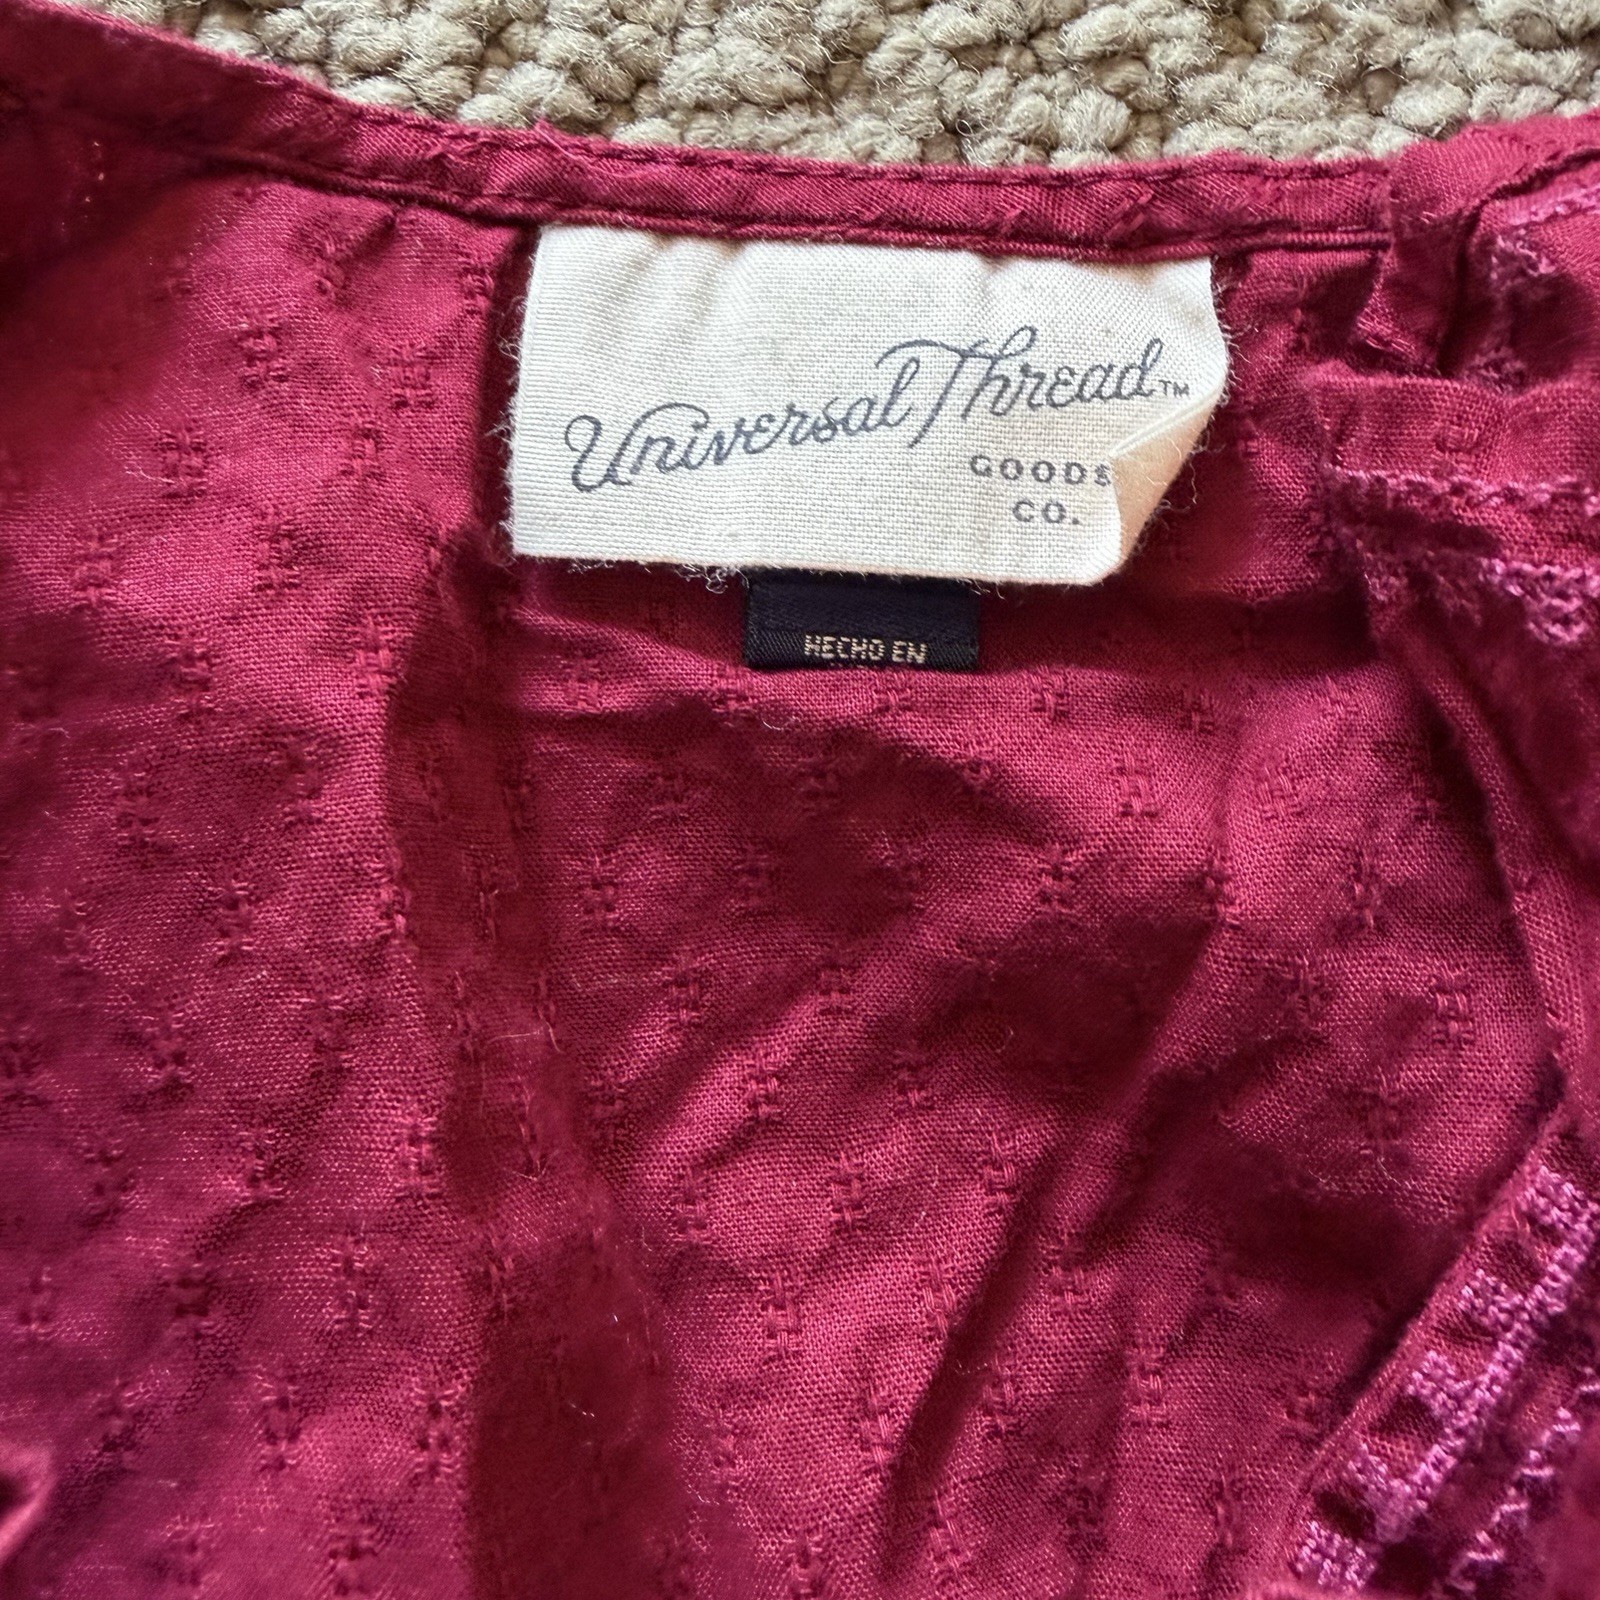 Universal Thread™
GOODS
CO.
HECHO EN